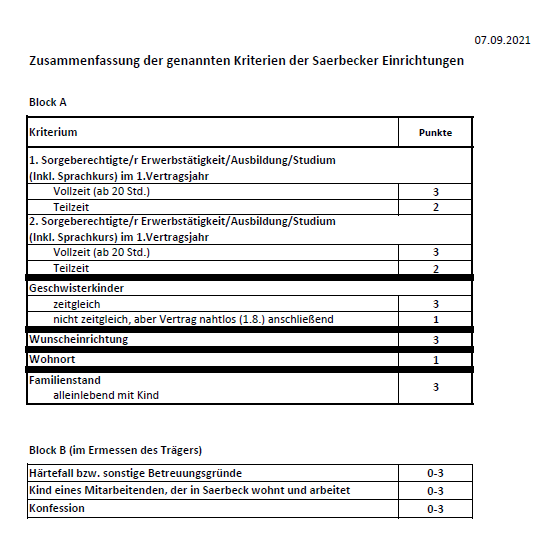 07.09.2021
Zusammenfassung der genannten Kriterien der Saerbecker Einrichtungen
Block A
Kriterium Punkte
1. Sorgeberechtigte/r Erwerbstätigkeit/Ausbildung/Studium
(Inkl. Sprachkurs) im 1.Vertragsjahr
Vollzeit (ab 20 Std.) 3
Teilzeit 2
2. Sorgeberechtigte/r Erwerbstätigkeit/Ausbildung/Studium
(Inkl. Sprachkurs) im 1.Vertragsjahr
Vollzeit (ab 20 Std.) 3
Teilzeit 2
Geschwisterkinder
zeitgleich 3
nicht zeitgleich, aber Vertrag nahtlos (1.8.) anschließend 1
Wunscheinrichtung 3
Wohnort 1
Familienstand
alleinlebend mit Kind 3
Block B (im Ermessen des Trägers)
Härtefall bzw. sonstige Betreuungsgründe 0-3
Kind eines Mitarbeitenden, der in Saerbeck wohnt und arbeitet 0-3
Konfession 0-3